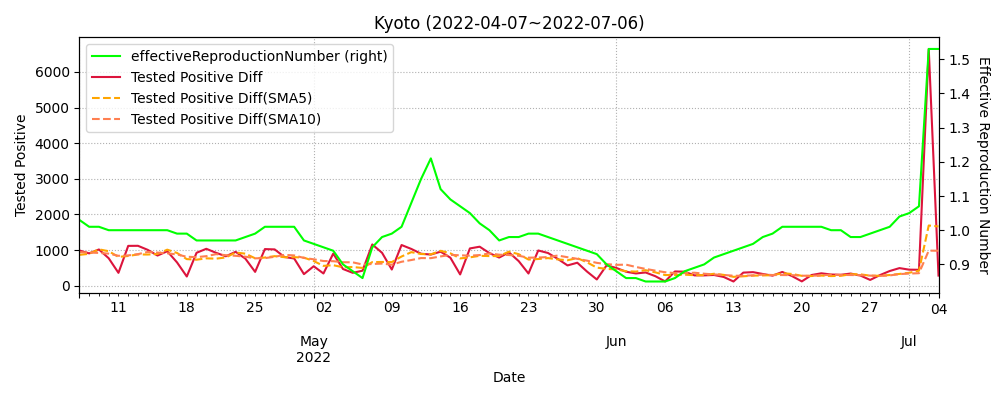 Kyoto (2022-04-07~2022-07-06)
effectiveReproductionNumber (right)
Tested Positive Diff
Tested Positive Diff(SMA5)
Tested Positive Diff(SMA10)
Tested Positive
6000
5000
4000
3000
2000
1000
0
1.5
1.4
1.3
1.2
1.1
1.0
0.9
Effective Reproduction Number
11 18 25 02 09 16 23 30 06 13 20 27 04
May Jun Jul
2022
Date